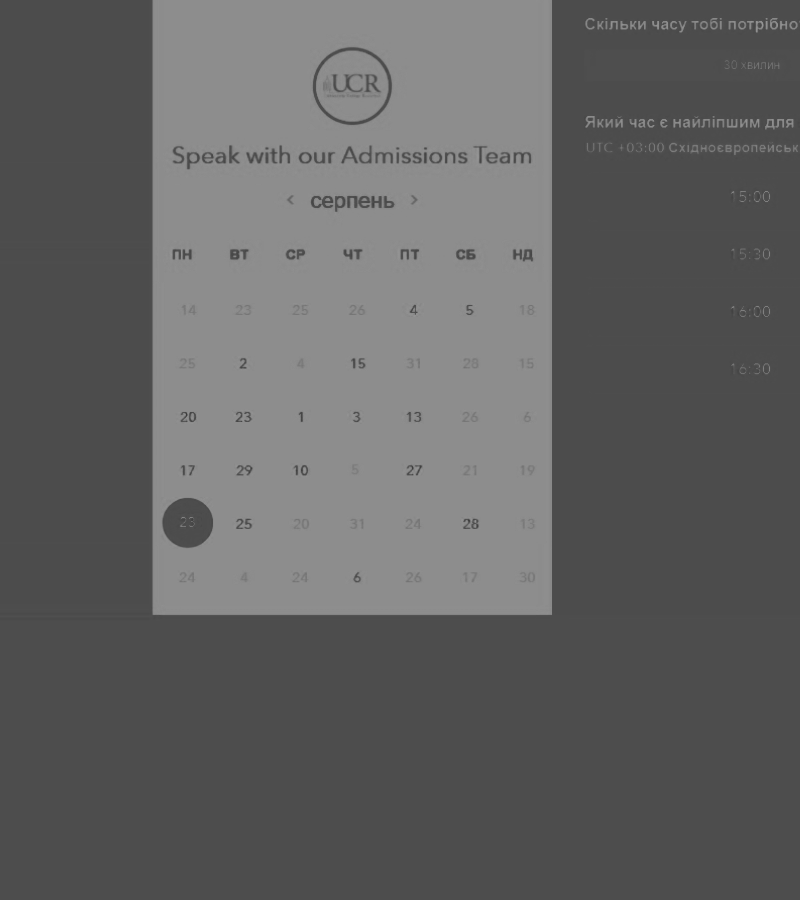 UCR
Speak with our Admissions Team
< серпень >
ПН ВТ СР ЧТ ПТ СБ НД
14 23 25 26 4 5 18
25 2 4 15 31 28 15
20 23 1 3 13 26 6
17 29 10 5 27 21 19
23 25 20 31 24 28 13
24 4 24 6 26 17 30
Скільки часу тобі потрібно
30 хвилин
Який час є найліпшим для
UTC +03:00 Східноєвропейськ
15:00
15:30
16:00
16:30